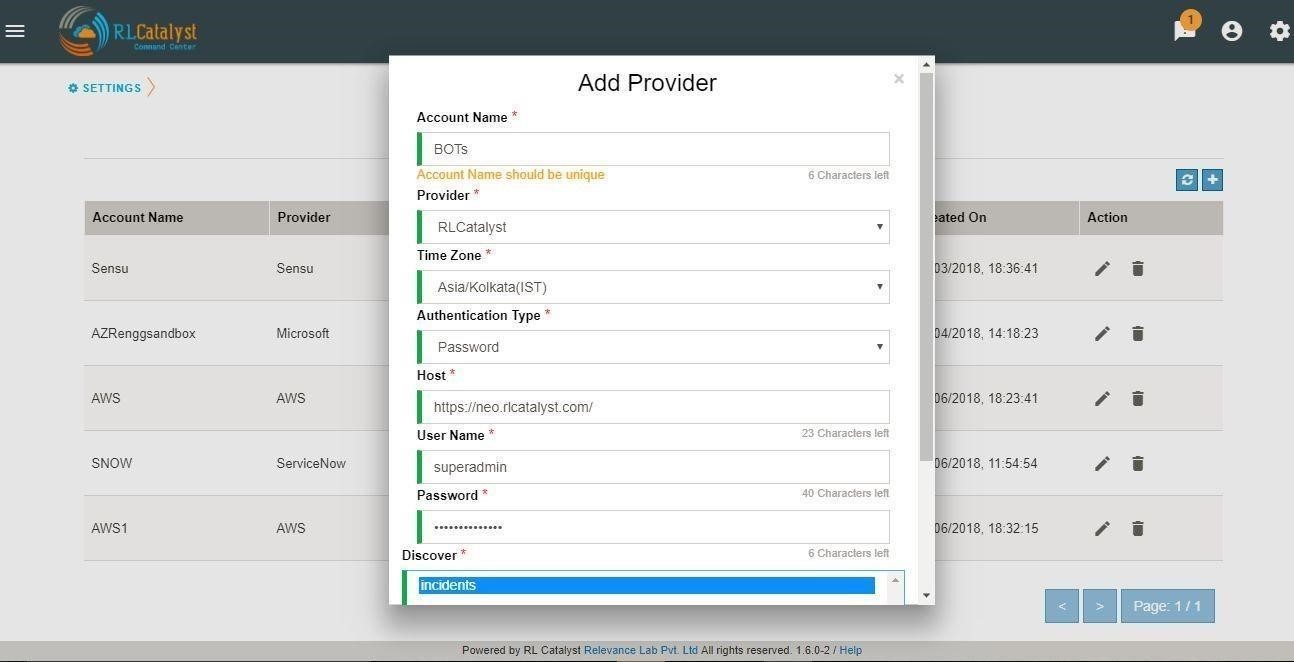 RLCatalyst
Command Center
1
SETTINGS
Add Provider
×
Account Name *
BOTs
Account Name should be unique
6 Characters left
Provider *
RLCatalyst
Time Zone *
Asia/Kolkata(IST)
Authentication Type *
Password
Host *
https://neo.rlcatalyst.com/
23 Characters left
User Name *
superadmin
40 Characters left
Password *
••••••••••••••
6 Characters left
Discover *
incidents
Account Name Provider eated On Action
Sensu Sensu 03/2018, 18:36:41
AZRenggsandbox Microsoft 04/2018, 14:18:23
AWS AWS 06/2018, 18:23:41
SNOW ServiceNow 06/2018, 11:54:54
AWS1 AWS 06/2018, 18:32:15
< > Page: 1 / 1
Powered by RL Catalyst Relevance Lab Pvt. Ltd All rights reserved. 1.6.0-2 / Help